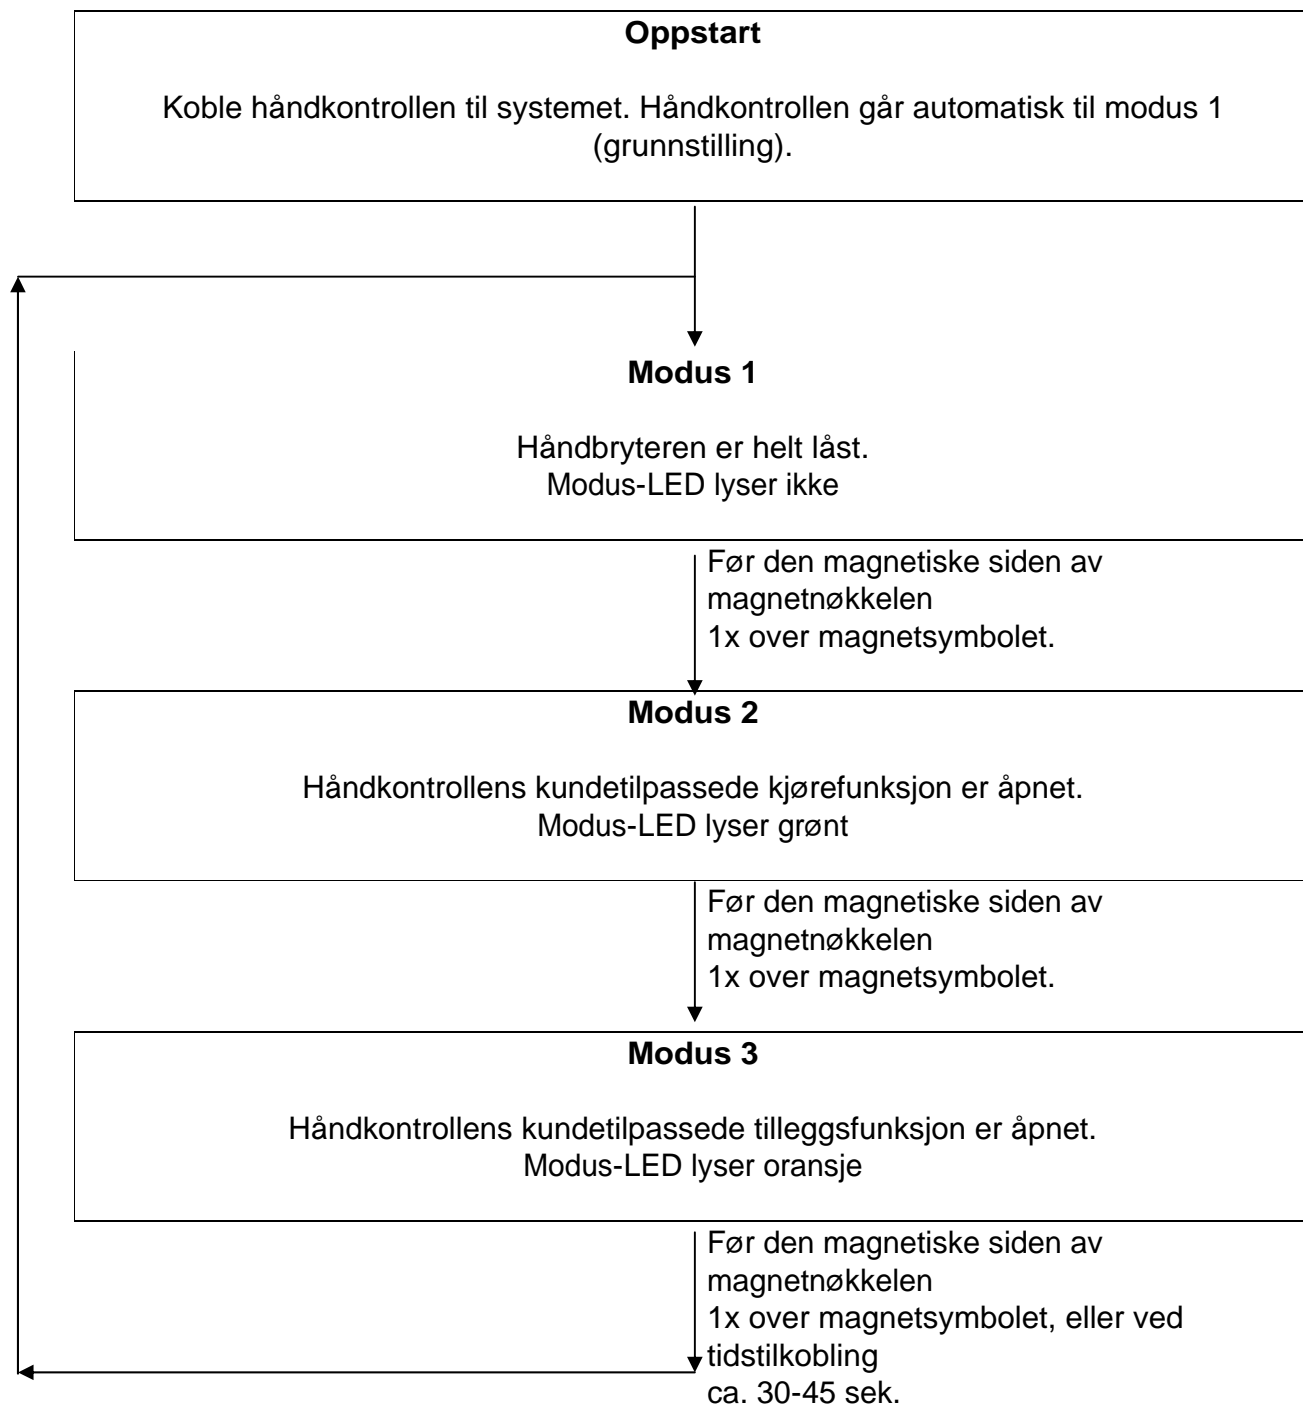 Oppstart
Koble håndkontrollen til systemet. Håndkontrollen går automatisk til modus 1
(grunnstilling).
Modus 1
Håndbryteren er helt låst.
Modus-LED lyser ikke
Før den magnetiske siden av
magnetnøkkelen
1x over magnetsymbolet.
Modus 2
Håndkontrollens kundetilpassede kjørefunksjon er åpnet.
Modus-LED lyser grønt
Før den magnetiske siden av
magnetnøkkelen
1x over magnetsymbolet.
Modus 3
Håndkontrollens kundetilpassede tilleggsfunksjon er åpnet.
Modus-LED lyser oransje
Før den magnetiske siden av
magnetnøkkelen
1x over magnetsymbolet, eller ved
tidstilkobling
ca. 30-45 sek.